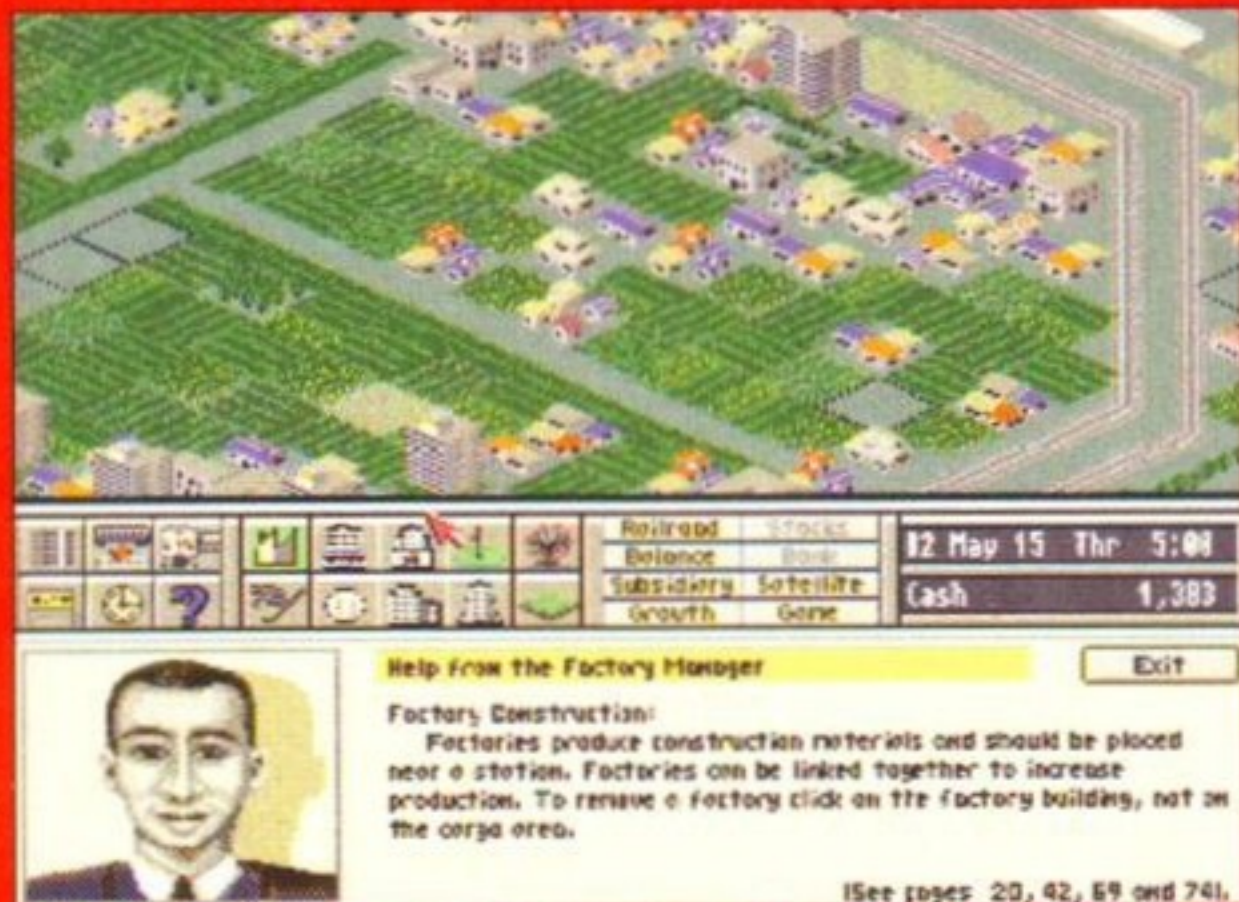 Railroad Stocks
Balance Bank
Subsidiary Satellite
Growth Game
02 May 15 Thr 5:00
Cash 1,383
Help from the Factory Manager
Exit
Factory Construction:
Factories produce construction materials and should be placed
near a station. Factories can be linked together to increase
production. To remove a factory click on the factory building, not on
the cargo area.
(See pages 20, 42, 69 and 74).